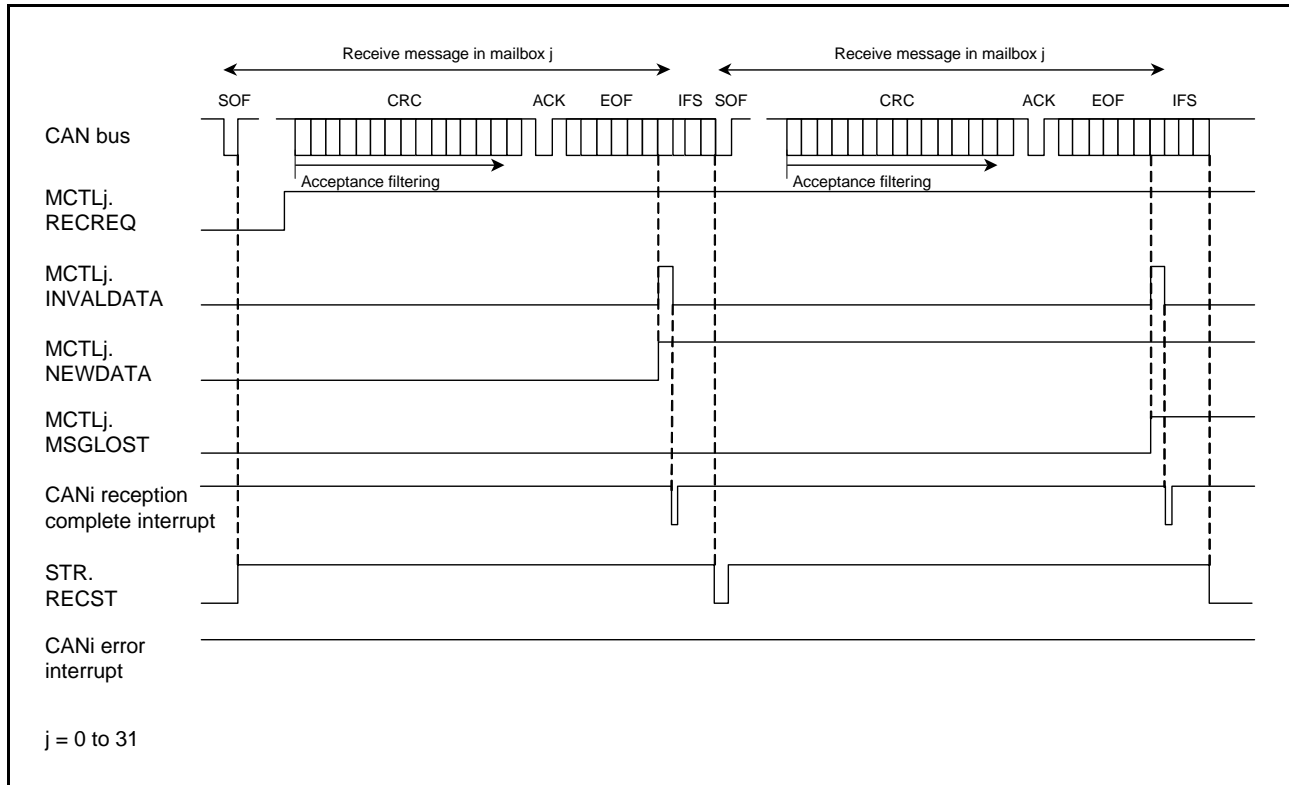 Receive message in mailbox j
Receive message in mailbox j
SOF CRC ACK EOF IFS SOF CRC ACK EOF IFS
CAN bus
Acceptance filtering
Acceptance filtering
MCTLj.
RECREQ
MCTLj.
INVALDATA
MCTLj.
NEWDATA
MCTLj.
MSGLOST
CANi reception
complete interrupt
STR.
RECST
CANi error
interrupt
j = 0 to 31